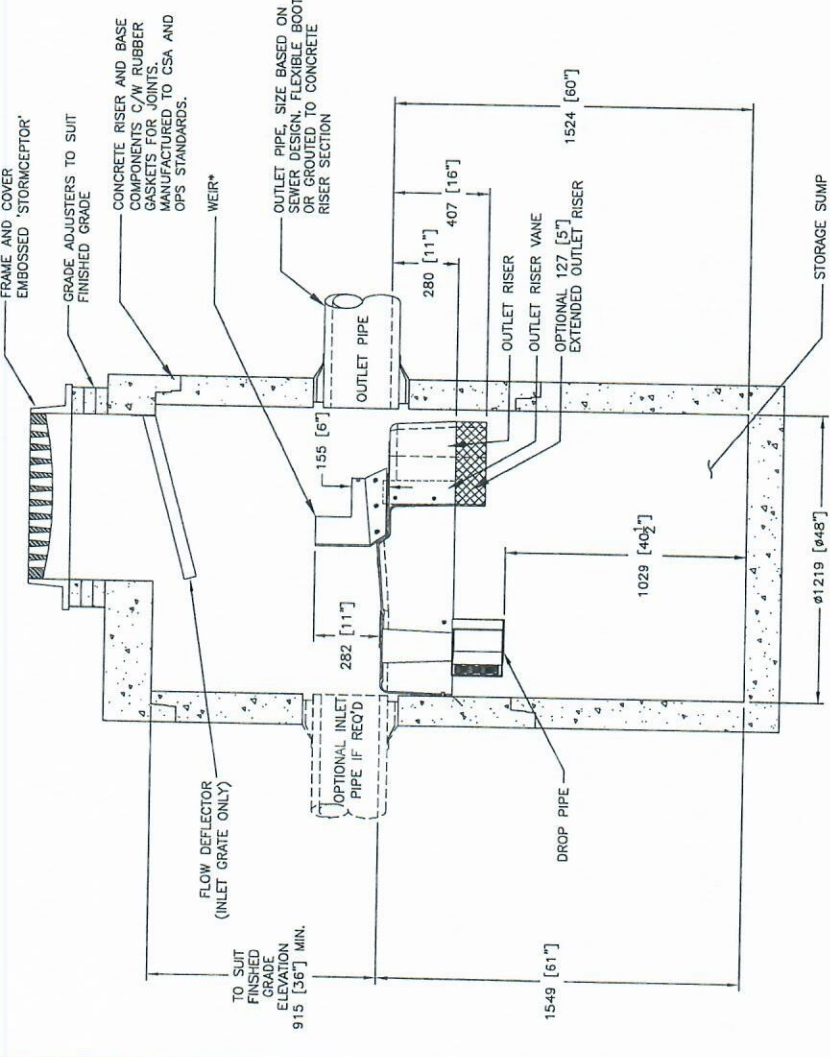 FRAME AND COVER
EMBOSSED 'STORMCEPTOR'
GRADE ADJUSTERS TO SUIT
FINISHED GRADE
CONCRETE RISER AND BASE
COMPONENTS C/W RUBBER
GASKETS FOR JOINTS.
MANUFACTURED TO CSA AND
OPS STANDARDS.
WEIR*
OUTLET PIPE, SIZE BASED ON
SEWER DESIGN. FLEXIBLE BOOT
OR GROUTED TO CONCRETE
RISER SECTION
OUTLET PIPE
155 [6"]
282 [11"]
280 [11"]
407 [16"]
1524 [60"]
OUTLET RISER
OUTLET RISER VANE
OPTIONAL 127 [5"]
EXTENDED OUTLET RISER
STORAGE SUMP
1029 [40½"]
ø1219 [ø48"]
FLOW DEFLECTOR
(INLET GRATE ONLY)
OPTIONAL INLET
PIPE IF REQ'D
DROP PIPE
TO SUIT
FINSHED
GRADE
ELEVATION
915 [36"] MIN.
1549 [61"]